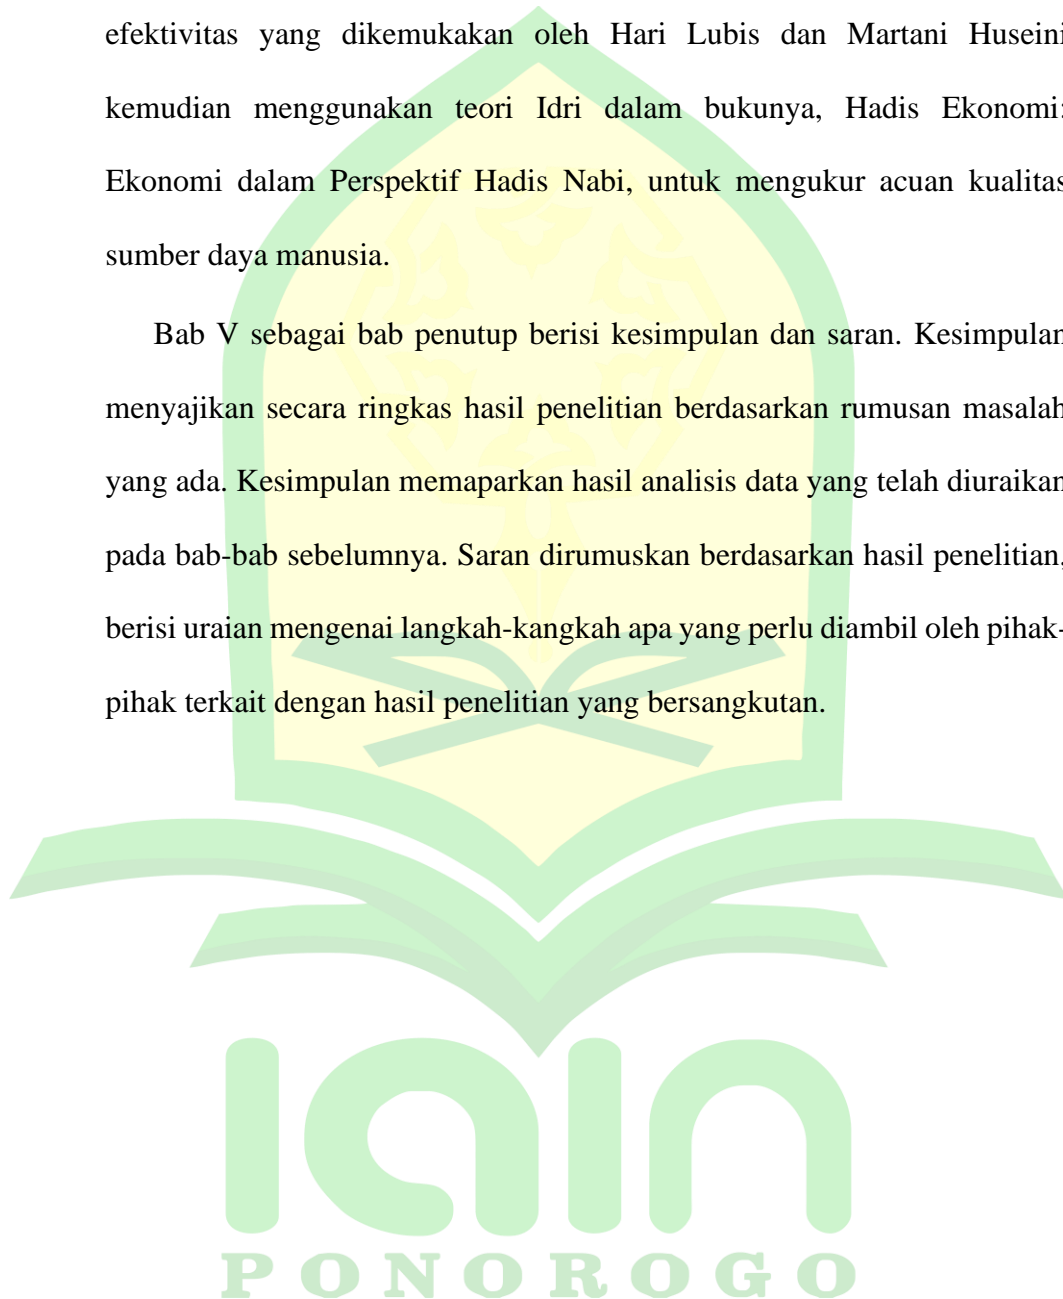 efektivitas yang dikemukakan oleh Hari Lubis dan Martani Huseini
kemudian menggunakan teori Idri dalam bukunya, Hadis Ekonomi:
Ekonomi dalam Perspektif Hadis Nabi, untuk mengukur acuan kualitas
sumber daya manusia.
Bab V sebagai bab penutup berisi kesimpulan dan saran. Kesimpulan
menyajikan secara ringkas hasil penelitian berdasarkan rumusan masalah
yang ada. Kesimpulan memaparkan hasil analisis data yang telah diuraikan
pada bab-bab sebelumnya. Saran dirumuskan berdasarkan hasil penelitian,
berisi uraian mengenai langkah-kangkah apa yang perlu diambil oleh pihak-
pihak terkait dengan hasil penelitian yang bersangkutan.
iain
PONOROGO